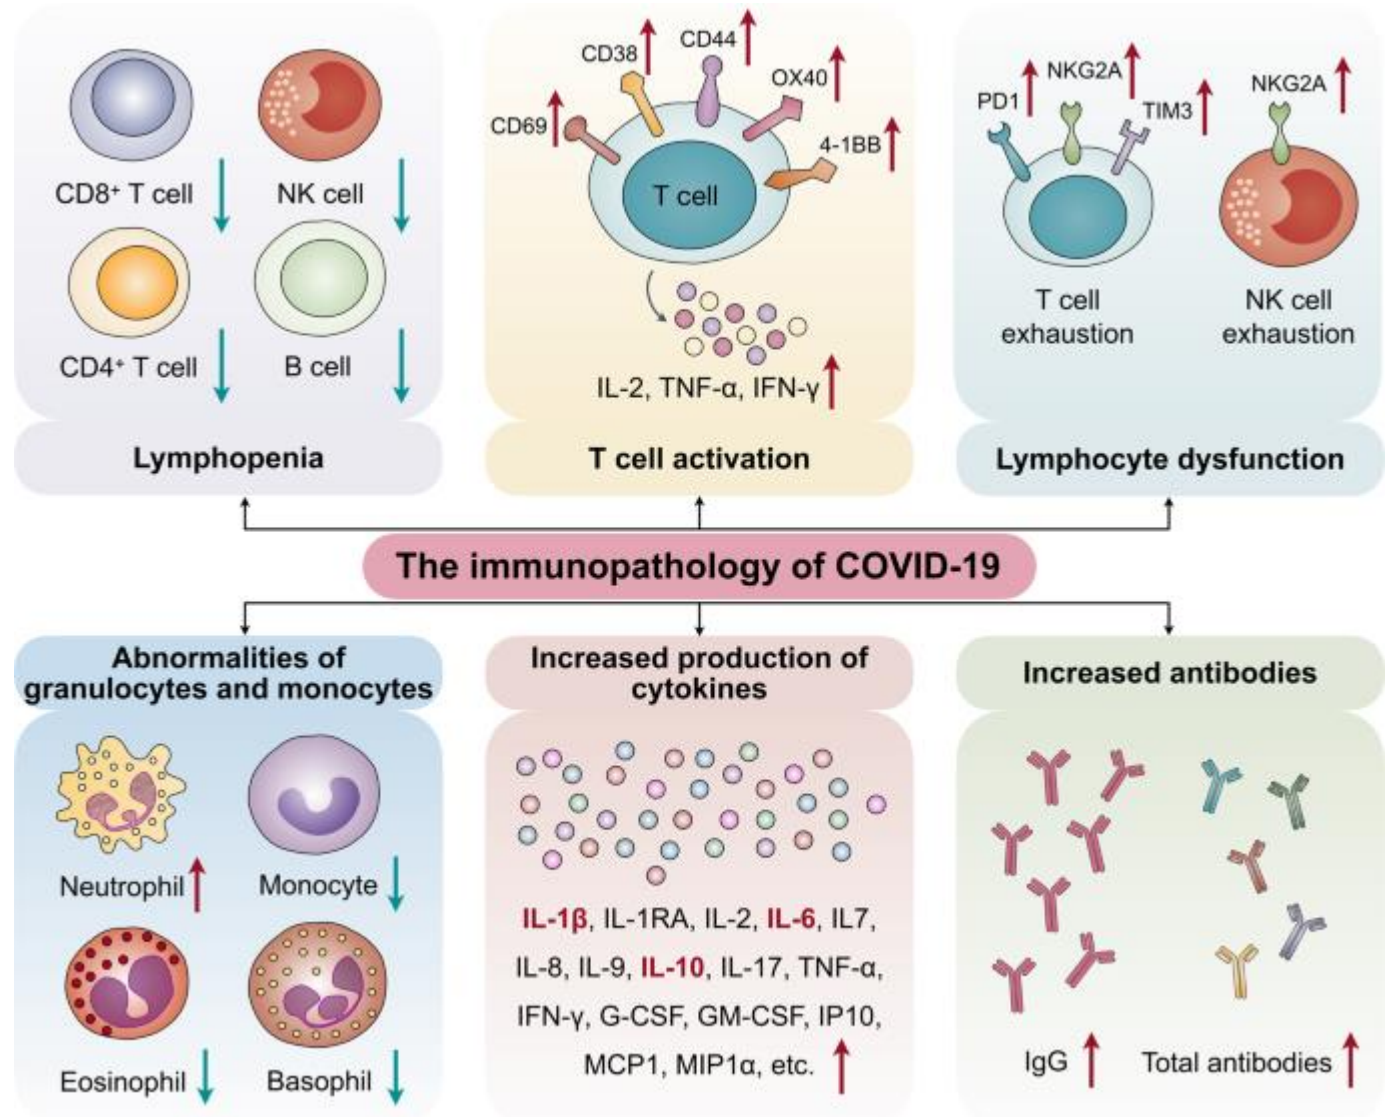 CD8⁺ T cell
NK cell
CD4⁺ T cell
B cell
Lymphopenia
CD69
CD38
CD44
OX40
4-1BB
T cell
IL-2, TNF-α, IFN-γ
T cell activation
PD1
NKG2A
TIM3
NKG2A
T cell
exhaustion
NK cell
exhaustion
Lymphocyte dysfunction
The immunopathology of COVID-19
Abnormalities of
granulocytes and monocytes
Neutrophil
Monocyte
Eosinophil
Basophil
Increased production of
cytokines
IL-1β, IL-1RA, IL-2, IL-6, IL7,
IL-8, IL-9, IL-10, IL-17, TNF-α,
IFN-γ, G-CSF, GM-CSF, IP10,
MCP1, MIP1α, etc.
Increased antibodies
IgG
Total antibodies